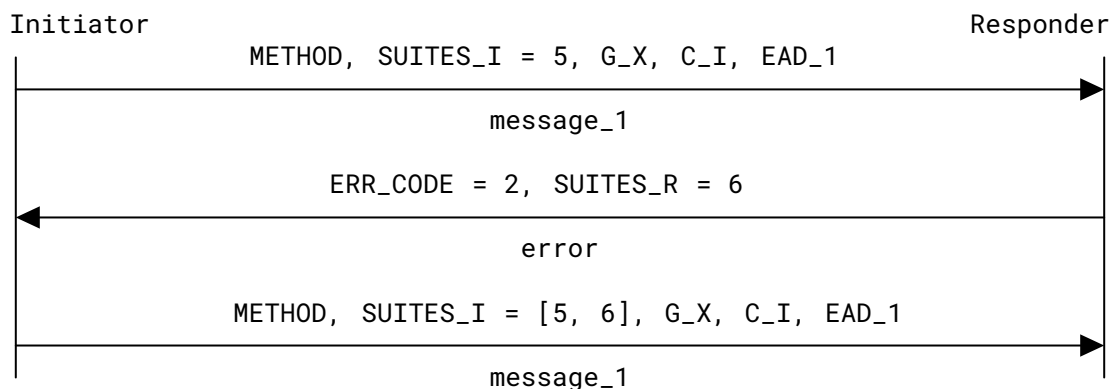 Initiator Responder
METHOD, SUITES_I = 5, G_X, C_I, EAD_1
message_1
ERR_CODE = 2, SUITES_R = 6
error
METHOD, SUITES_I = [5, 6], G_X, C_I, EAD_1
message_1